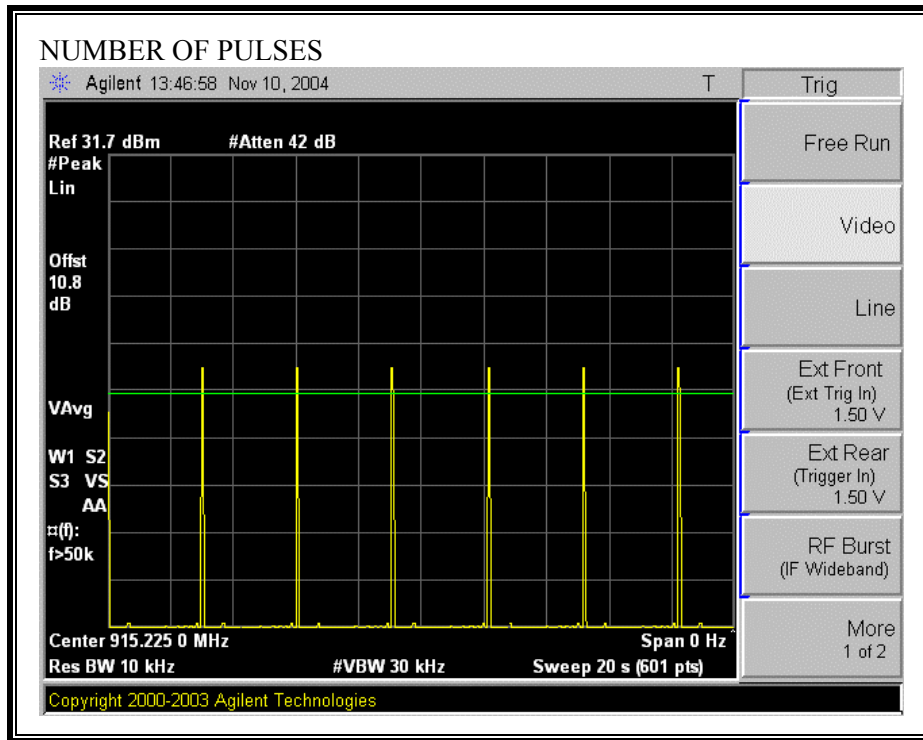 NUMBER OF PULSES
Agilent 13:46:58 Nov 10, 2004
T
Trig
Ref 31.7 dBm
#Atten 42 dB
#Peak
Lin
Offst
10.8
dB
VAvg
W1 S2
S3 VS
AA
¤(f):
f>50k
Center 915.225 0 MHz
Span 0 Hz^
Res BW 10 kHz
#VBW 30 kHz
Sweep 20 s (601 pts)
Free Run
Video
Line
Ext Front
(Ext Trig In)
1.50 V
Ext Rear
(Trigger In)
1.50 V
RF Burst
(IF Wideband)
More
1 of 2
Copyright 2000-2003 Agilent Technologies